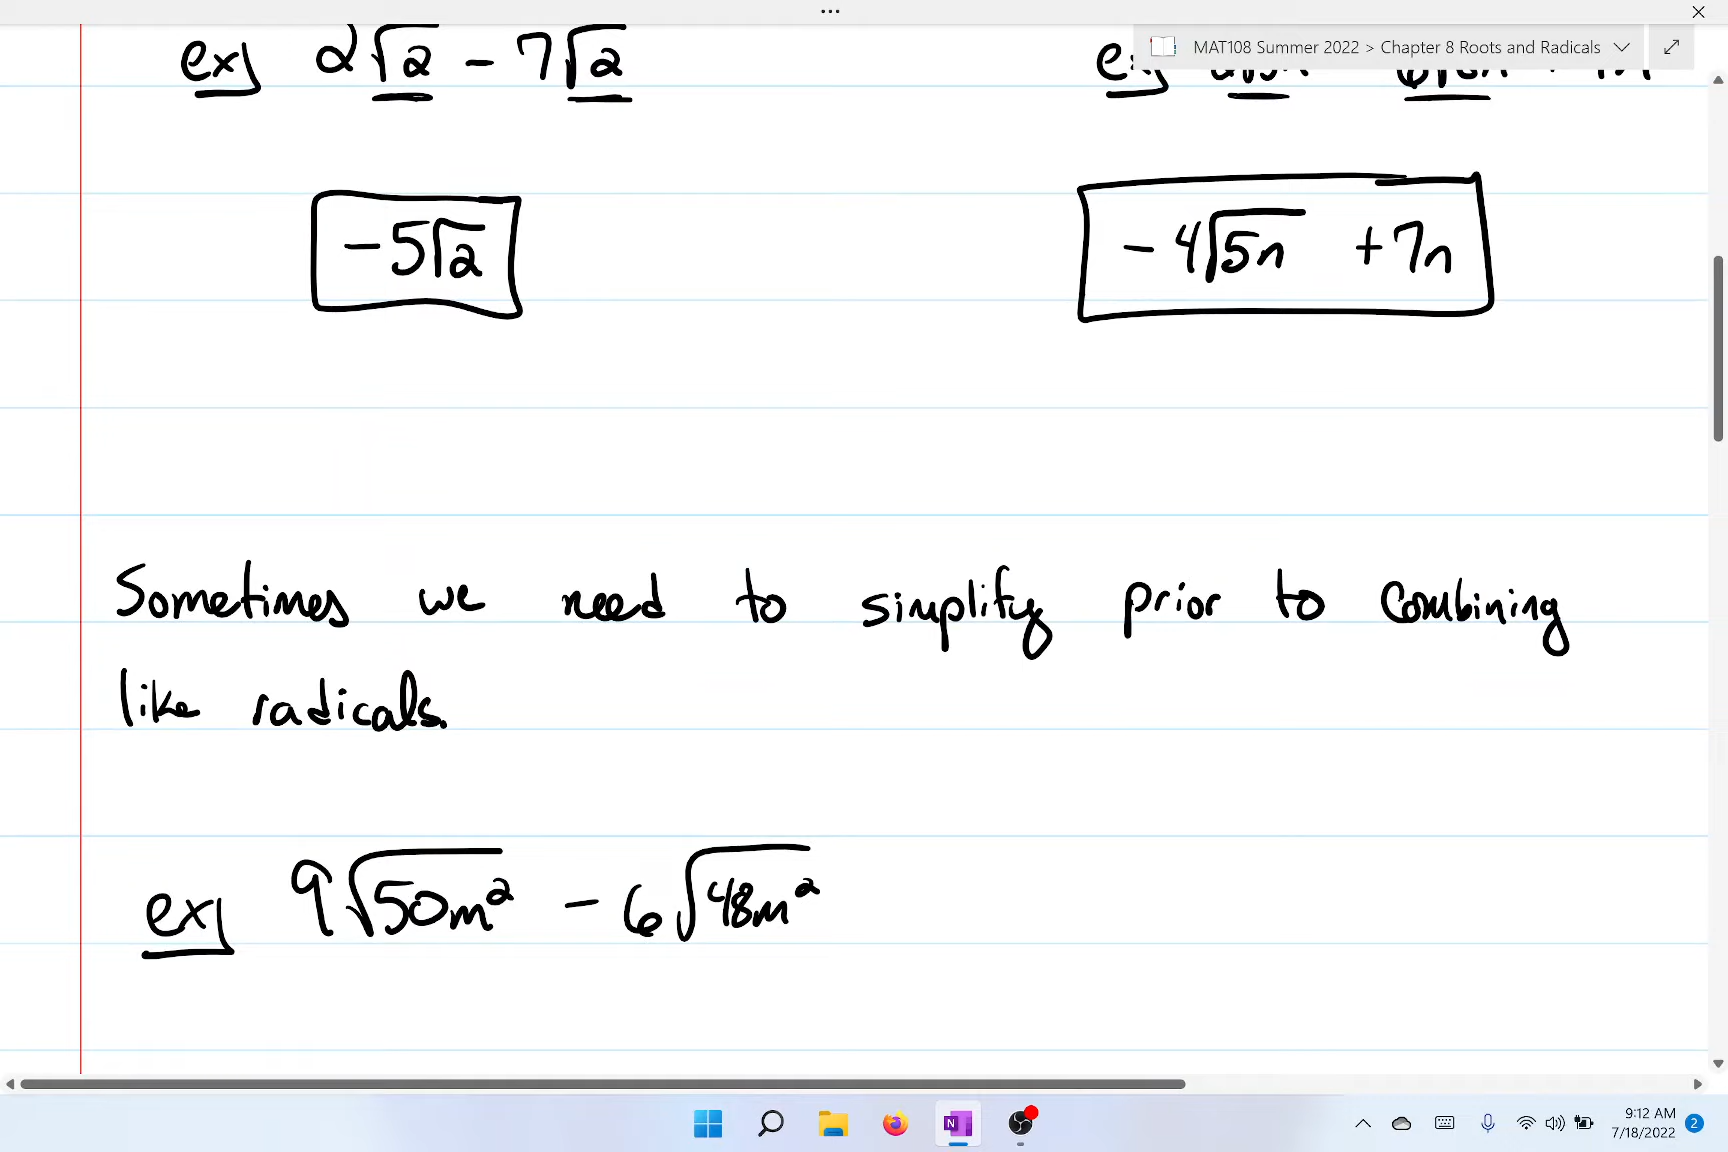 MAT108 Summer 2022 > Chapter 8 Roots and Radicals
ex) 2√2 - 7√2
ex)
-5√2
-4√5n + 7n
Sometimes we need to simplify prior to combining
like radicals.
ex) 9√50m² - 6√48m²
9:12 AM
7/18/2022
2